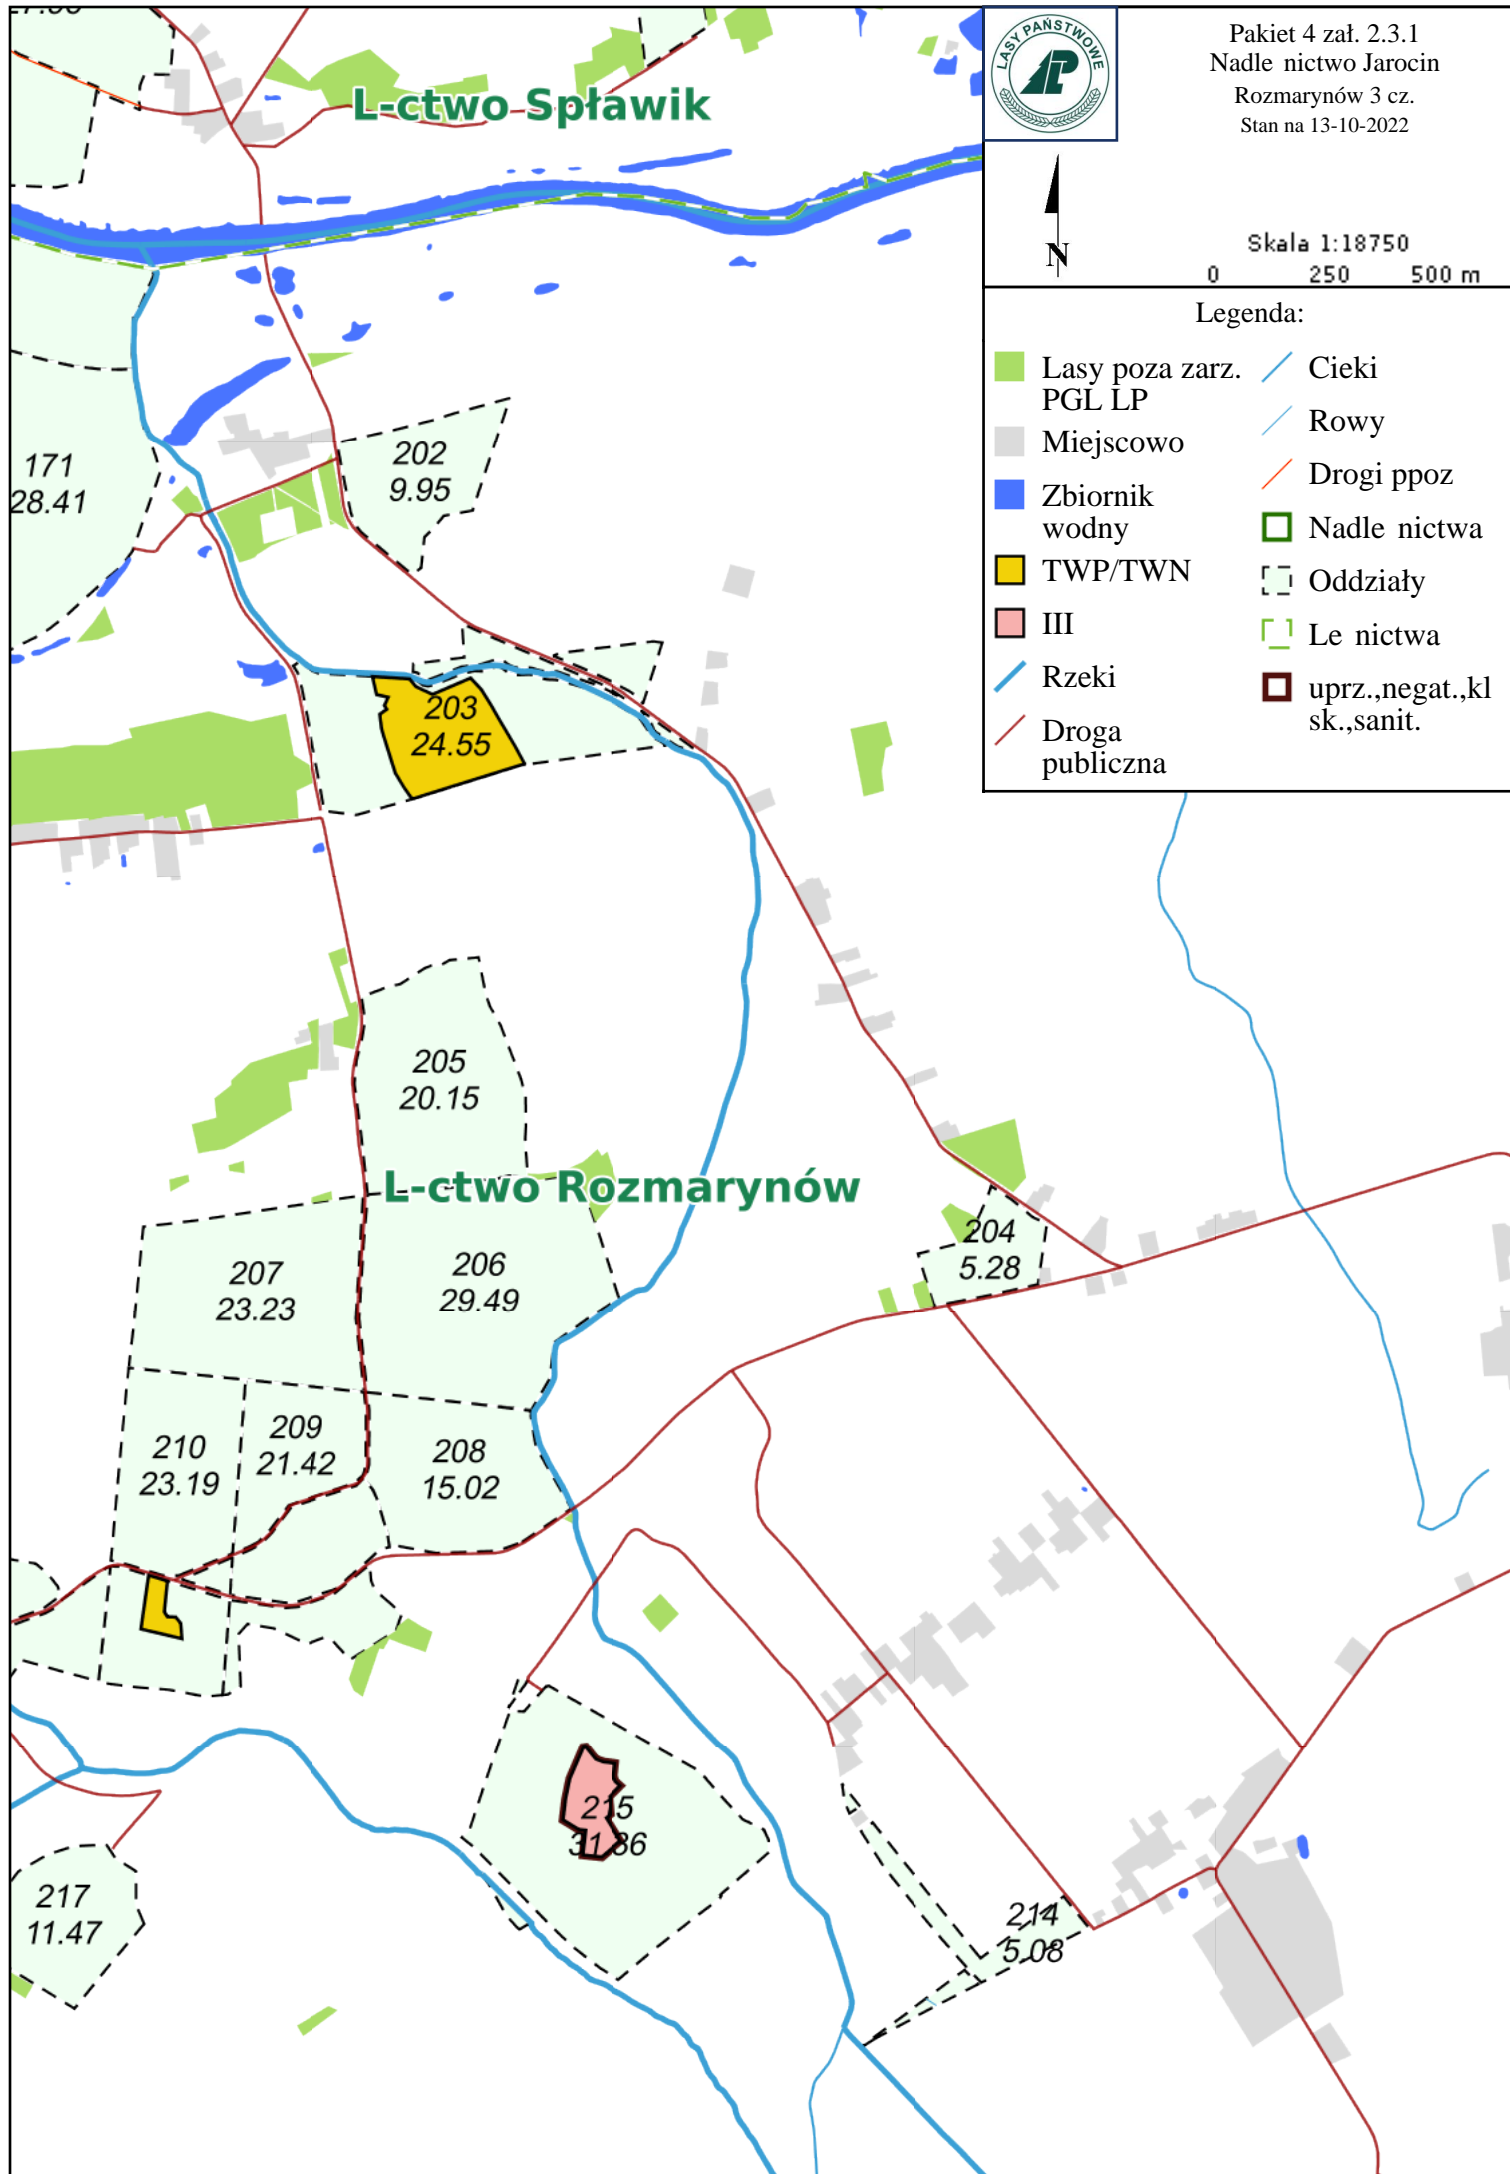 LASY PAŃSTWOWE
Pakiet 4 zał. 2.3.1
Nadle nictwo Jarocin
Rozmarynów 3 cz.
Stan na 13-10-2022
N
Skala 1:18750
0 250 500 m
Legenda:
Lasy poza zarz.
PGL LP
Miejscowo
Zbiornik
wodny
TWP/TWN
III
Rzeki
Droga
publiczna
Cieki
Rowy
Drogi ppoz
Nadle nictwa
Oddziały
Le nictwa
uprz.,negat.,kl
sk.,sanit.
L-ctwo Spławik
171
28.41
202
9.95
203
24.55
205
20.15
L-ctwo Rozmarynów
204
5.28
207
23.23
206
29.49
210
23.19
209
21.42
208
15.02
215
31.86
217
11.47
214
5.08